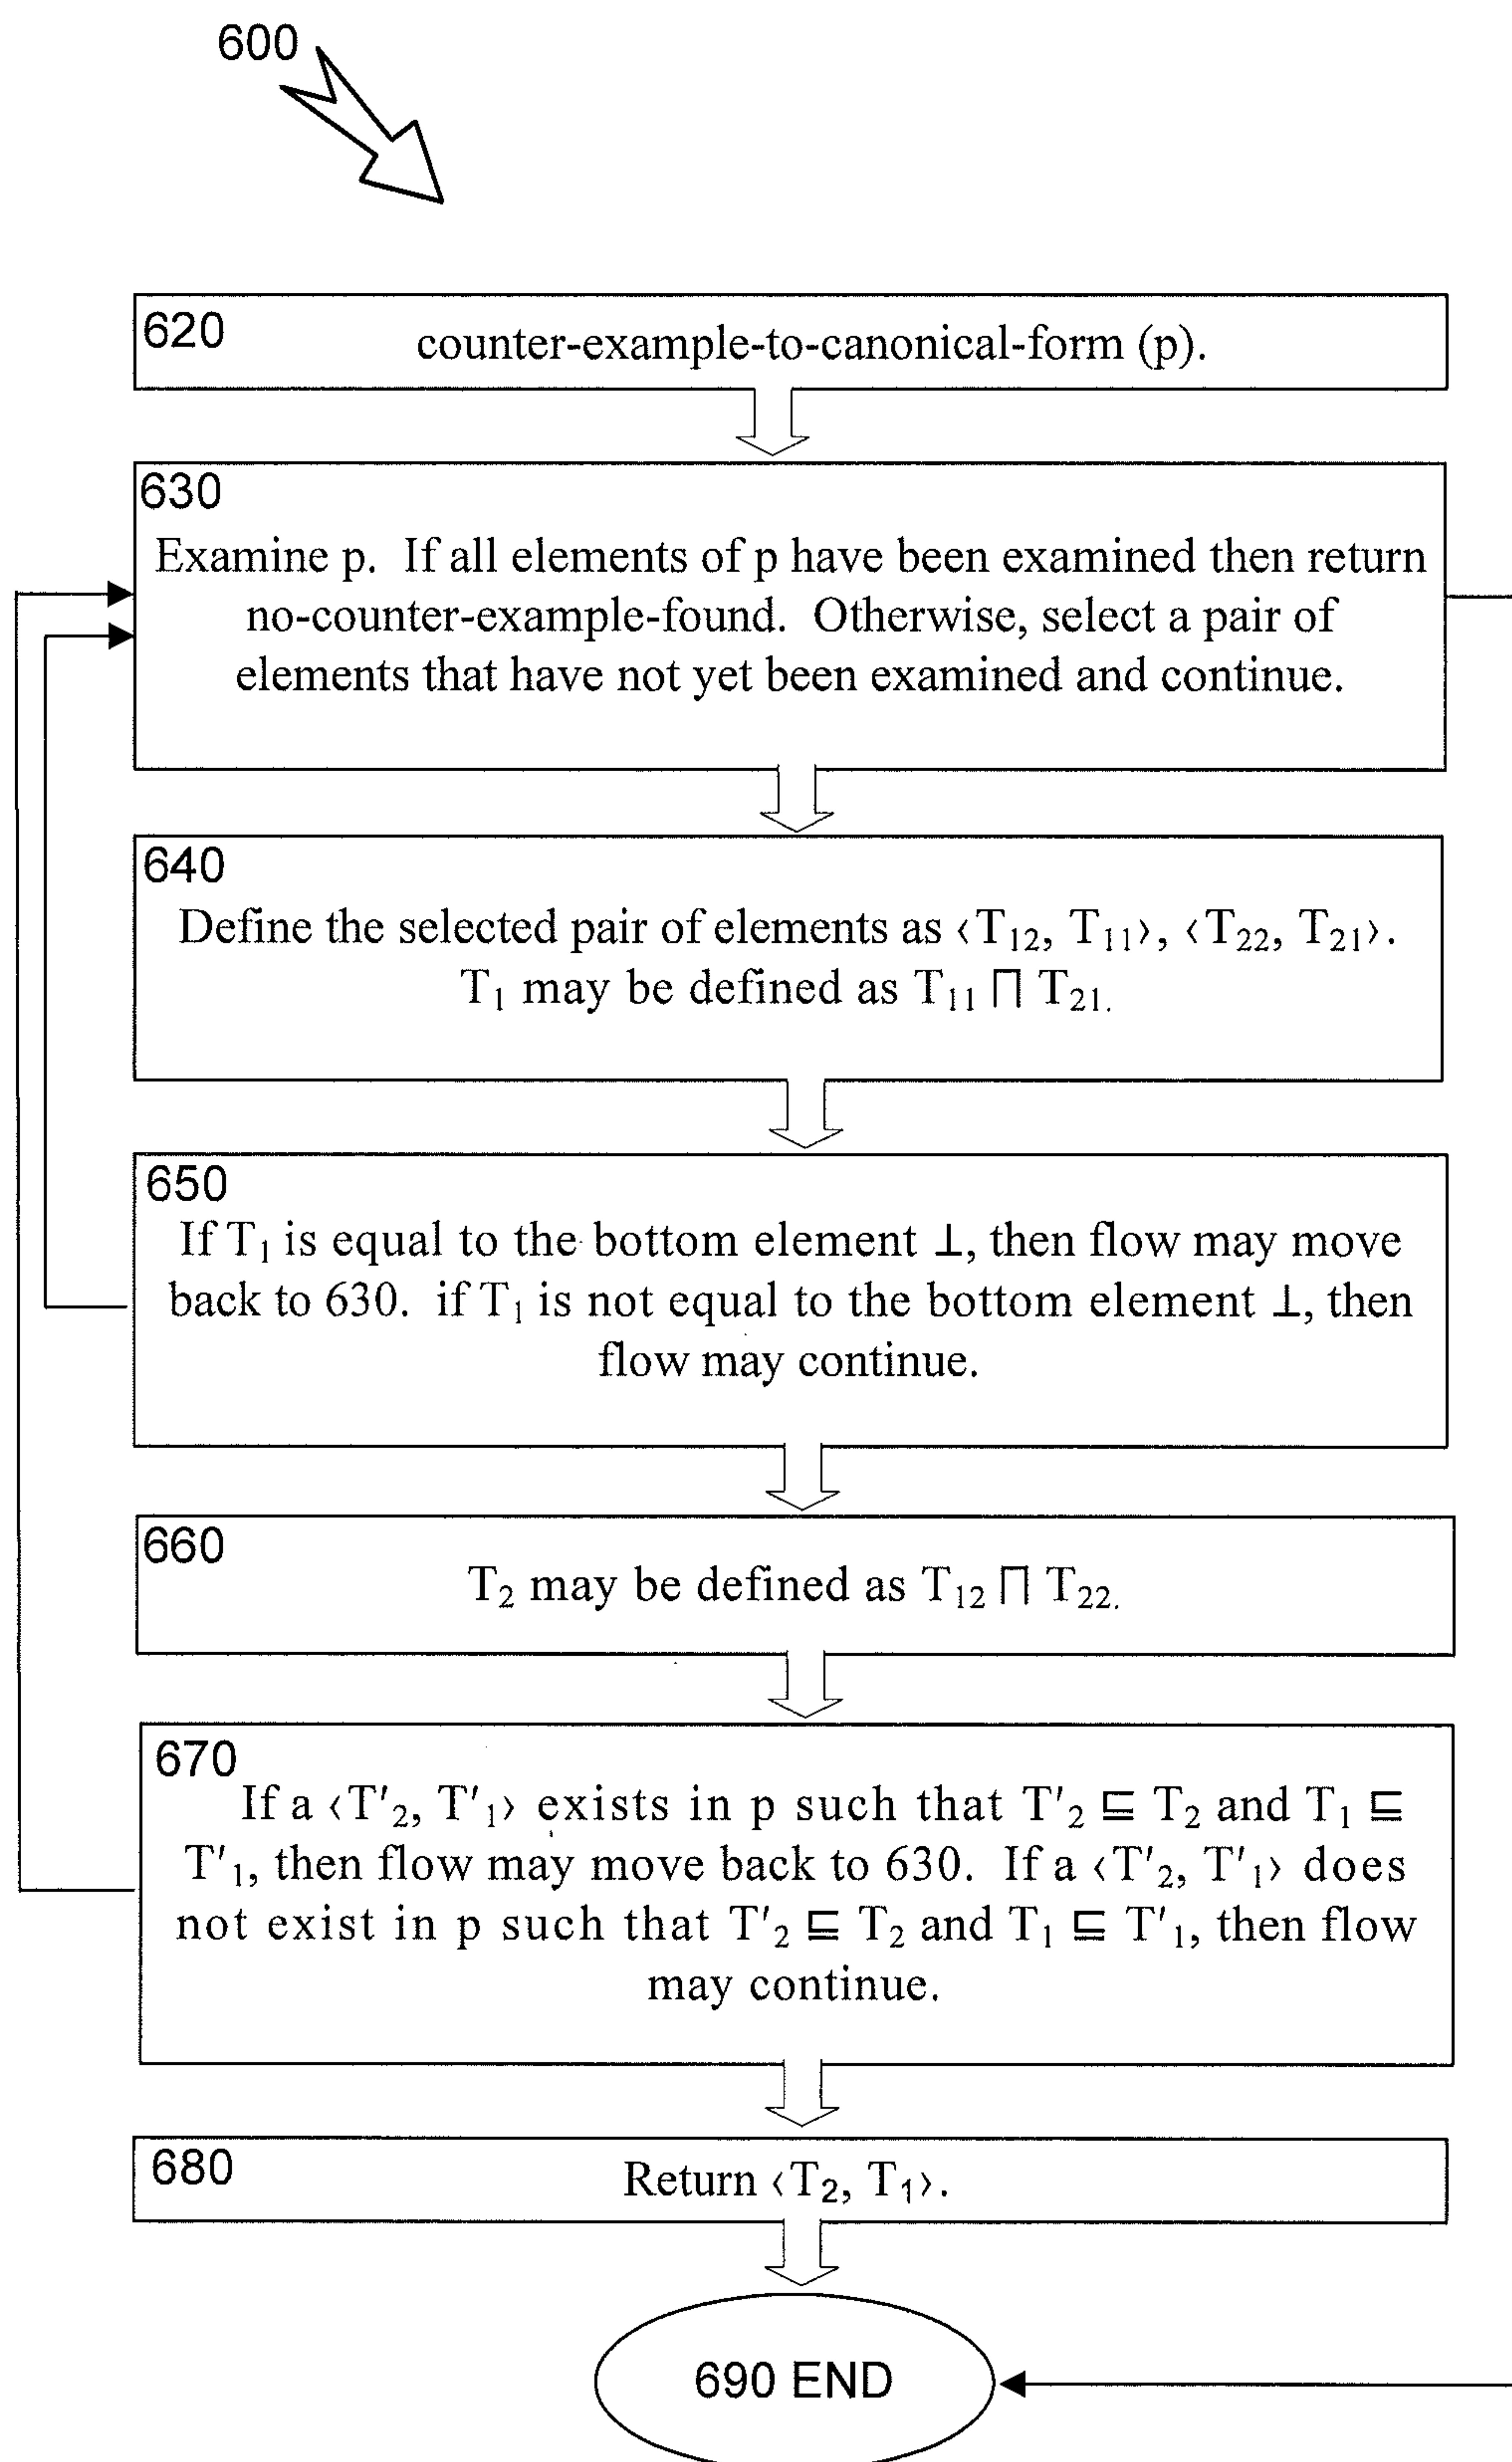 600
620
counter-example-to-canonical-form (p).
630
Examine p. If all elements of p have been examined then return
no-counter-example-found. Otherwise, select a pair of
elements that have not yet been examined and continue.
640
Define the selected pair of elements as ‹T₁₂, T₁₁›, ‹T₂₂, T₂₁›.
T₁ may be defined as T₁₁ ⊓ T₂₁.
650
If T₁ is equal to the bottom element ⊥, then flow may move
back to 630. if T₁ is not equal to the bottom element ⊥, then
flow may continue.
660
T₂ may be defined as T₁₂ ⊓ T₂₂.
670
If a ‹T′₂, T′₁› exists in p such that T′₂ ⊑ T₂ and T₁ ⊑
T′₁, then flow may move back to 630. If a ‹T′₂, T′₁› does
not exist in p such that T′₂ ⊑ T₂ and T₁ ⊑ T′₁, then flow
may continue.
680
Return ‹T₂, T₁›.
690 END